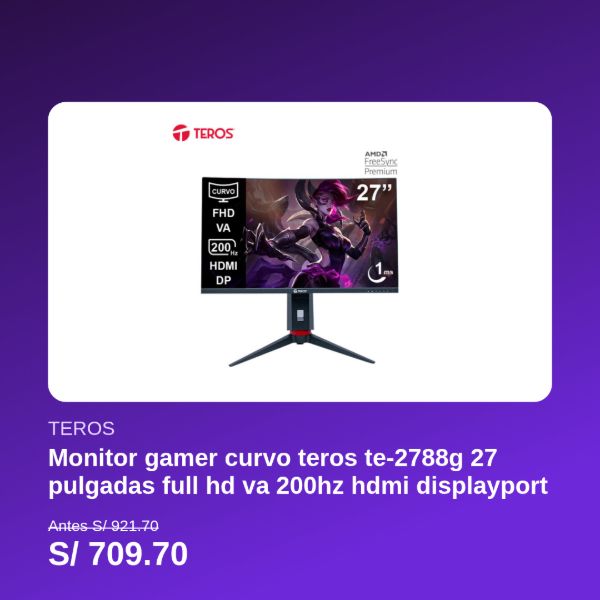 TEROS
AMD
FreeSync
Premium
CURVO
27”
FHD
VA
200Hz
HDMI
1ms
DP
TEROS
TEROS
Monitor gamer curvo teros te-2788g 27
pulgadas full hd va 200hz hdmi displayport
Antes S/ 921.70
S/ 709.70